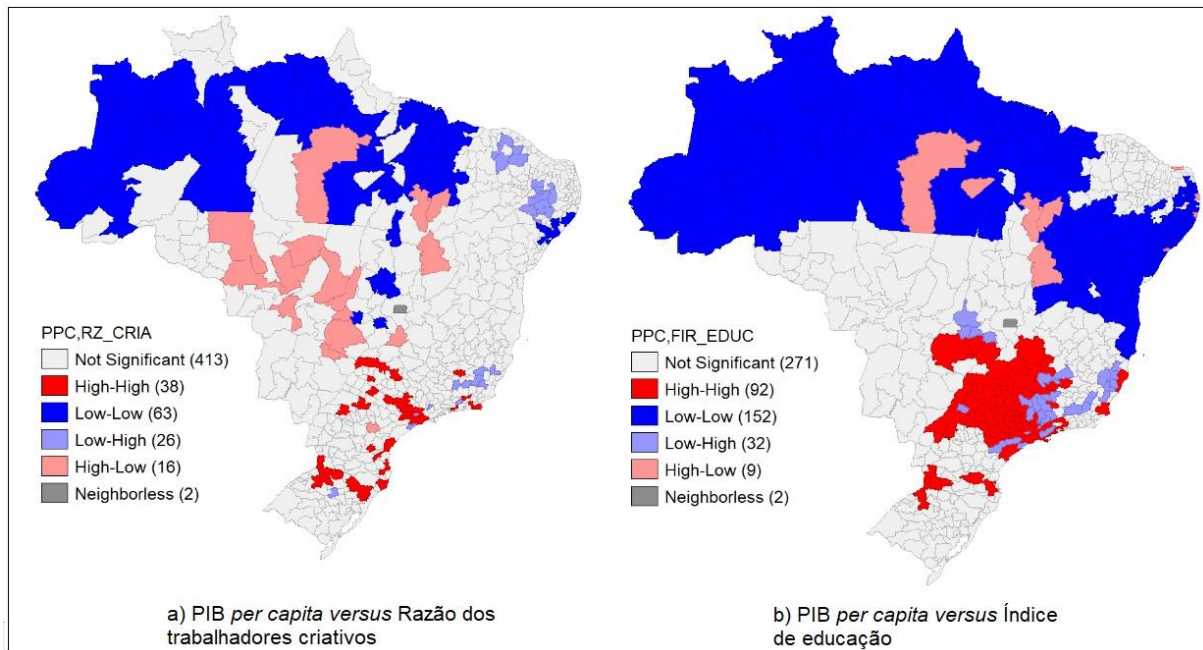 PPC,RZ_CRIA
Not Significant (413)
High-High (38)
Low-Low (63)
Low-High (26)
High-Low (16)
Neighborless (2)
a) PIB per capita versus Razão dos
trabalhadores criativos
PPC,FIR_EDUC
Not Significant (271)
High-High (92)
Low-Low (152)
Low-High (32)
High-Low (9)
Neighborless (2)
b) PIB per capita versus Índice
de educação